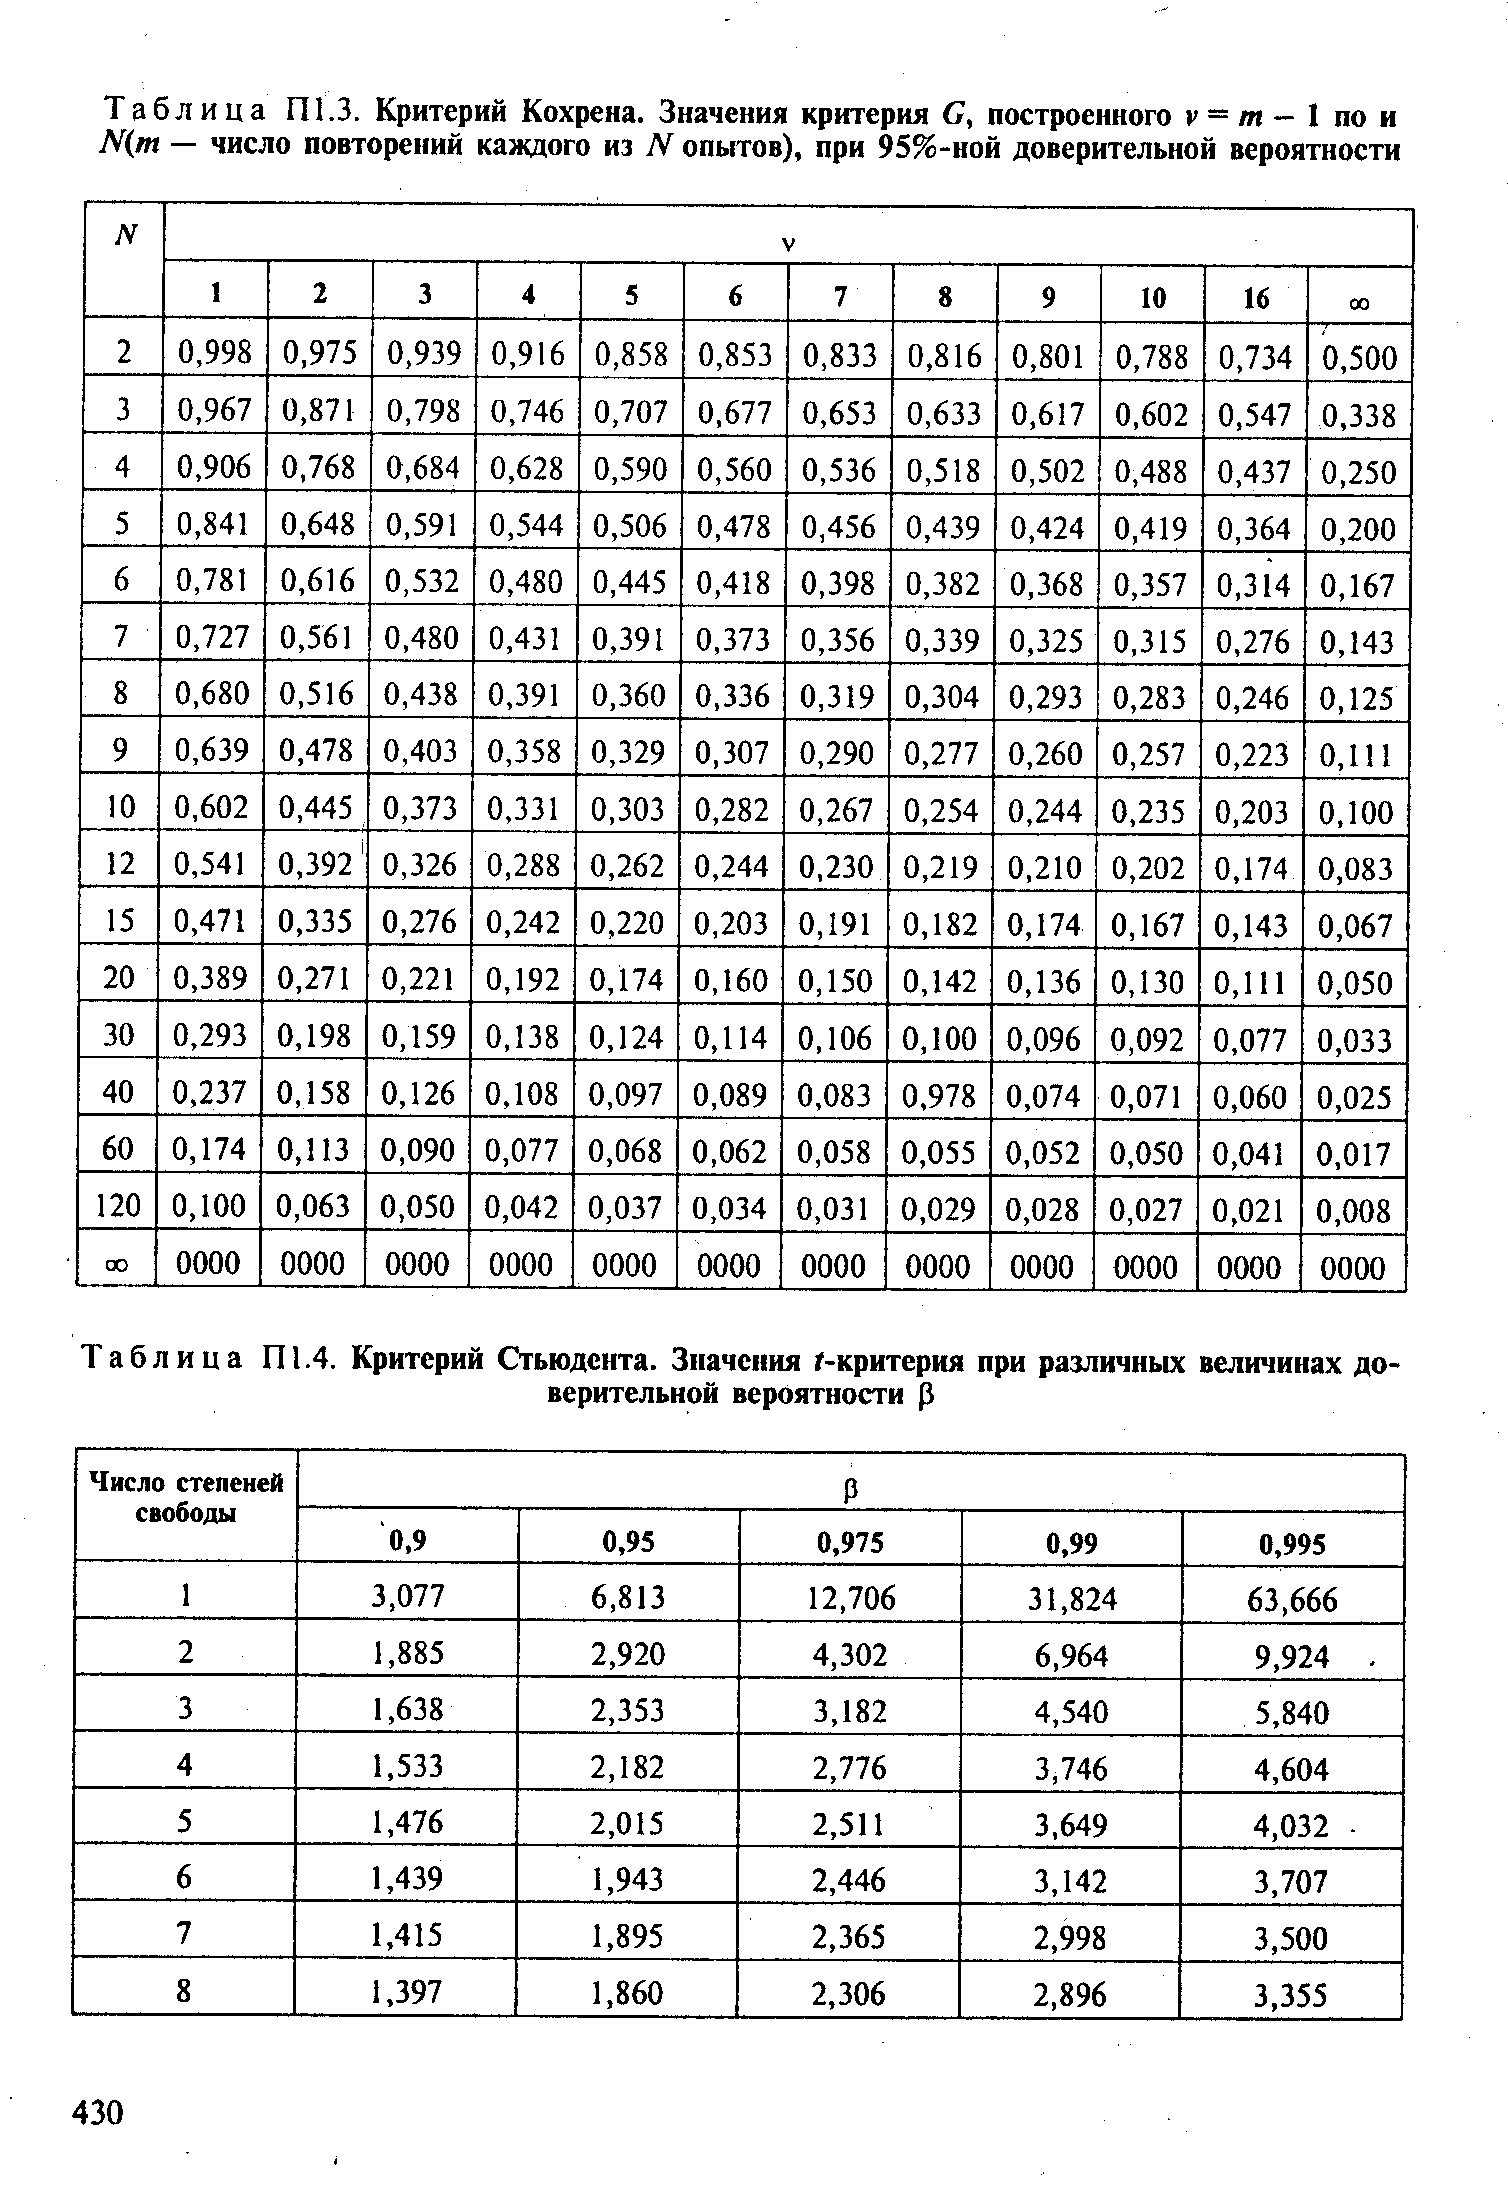 Таблица П1.3. Критерий Кохрена. Значения критерия G, построенного ν = m – 1 по и
N(m — число повторений каждого из N опытов), при 95%-ной доверительной вероятности
N
ν
1 2 3 4 5 6 7 8 9 10 16 ∞
2 0,998 0,975 0,939 0,916 0,858 0,853 0,833 0,816 0,801 0,788 0,734 0,500
3 0,967 0,871 0,798 0,746 0,707 0,677 0,653 0,633 0,617 0,602 0,547 0,338
4 0,906 0,768 0,684 0,628 0,590 0,560 0,536 0,518 0,502 0,488 0,437 0,250
5 0,841 0,648 0,591 0,544 0,506 0,478 0,456 0,439 0,424 0,419 0,364 0,200
6 0,781 0,616 0,532 0,480 0,445 0,418 0,398 0,382 0,368 0,357 0,314 0,167
7 0,727 0,561 0,480 0,431 0,391 0,373 0,356 0,339 0,325 0,315 0,276 0,143
8 0,680 0,516 0,438 0,391 0,360 0,336 0,319 0,304 0,293 0,283 0,246 0,125
9 0,639 0,478 0,403 0,358 0,329 0,307 0,290 0,277 0,260 0,257 0,223 0,111
10 0,602 0,445 0,373 0,331 0,303 0,282 0,267 0,254 0,244 0,235 0,203 0,100
12 0,541 0,392 0,326 0,288 0,262 0,244 0,230 0,219 0,210 0,202 0,174 0,083
15 0,471 0,335 0,276 0,242 0,220 0,203 0,191 0,182 0,174 0,167 0,143 0,067
20 0,389 0,271 0,221 0,192 0,174 0,160 0,150 0,142 0,136 0,130 0,111 0,050
30 0,293 0,198 0,159 0,138 0,124 0,114 0,106 0,100 0,096 0,092 0,077 0,033
40 0,237 0,158 0,126 0,108 0,097 0,089 0,083 0,978 0,074 0,071 0,060 0,025
60 0,174 0,113 0,090 0,077 0,068 0,062 0,058 0,055 0,052 0,050 0,041 0,017
120 0,100 0,063 0,050 0,042 0,037 0,034 0,031 0,029 0,028 0,027 0,021 0,008
∞ 0000 0000 0000 0000 0000 0000 0000 0000 0000 0000 0000 0000
Таблица П1.4. Критерий Стьюдента. Значения t-критерия при различных величинах до-
верительной вероятности β
Число степеней
свободы
β
0,9 0,95 0,975 0,99 0,995
1 3,077 6,813 12,706 31,824 63,666
2 1,885 2,920 4,302 6,964 9,924
3 1,638 2,353 3,182 4,540 5,840
4 1,533 2,182 2,776 3,746 4,604
5 1,476 2,015 2,511 3,649 4,032
6 1,439 1,943 2,446 3,142 3,707
7 1,415 1,895 2,365 2,998 3,500
8 1,397 1,860 2,306 2,896 3,355
430